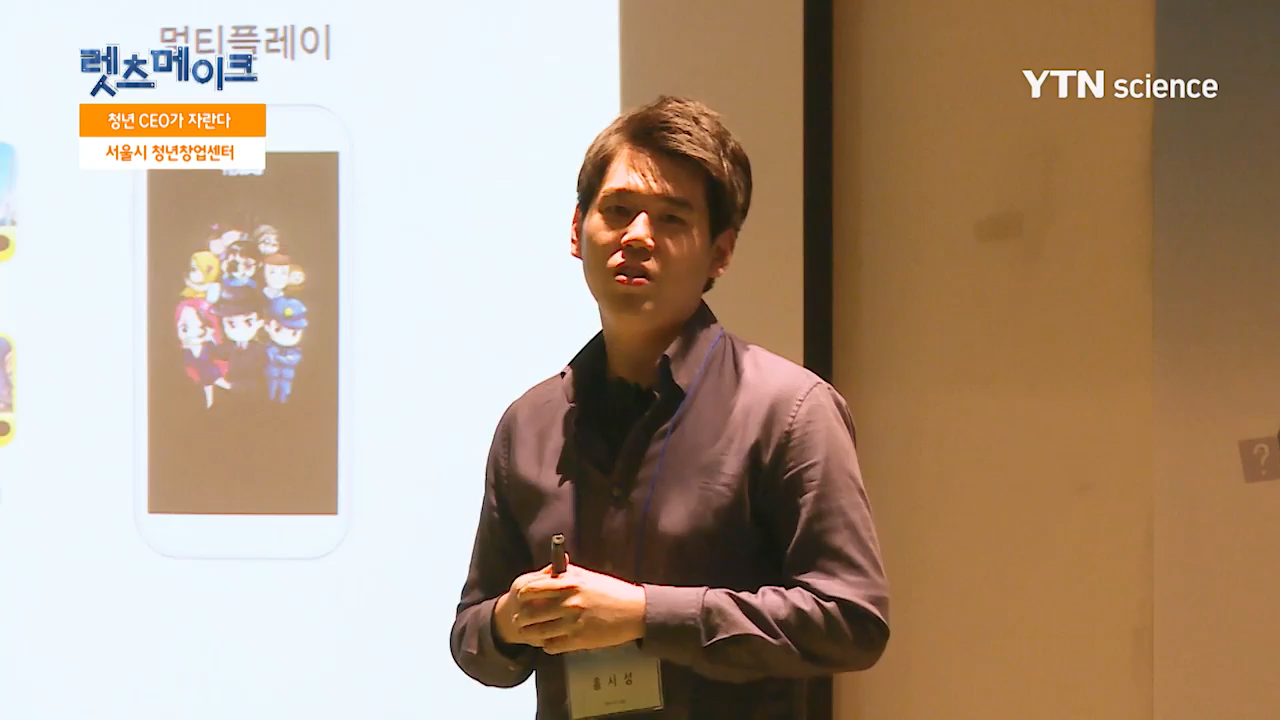 멀티플레이
렛츠메이크
청년 CEO가 자란다
서울시 청년창업센터
YTN science
?
홍시성